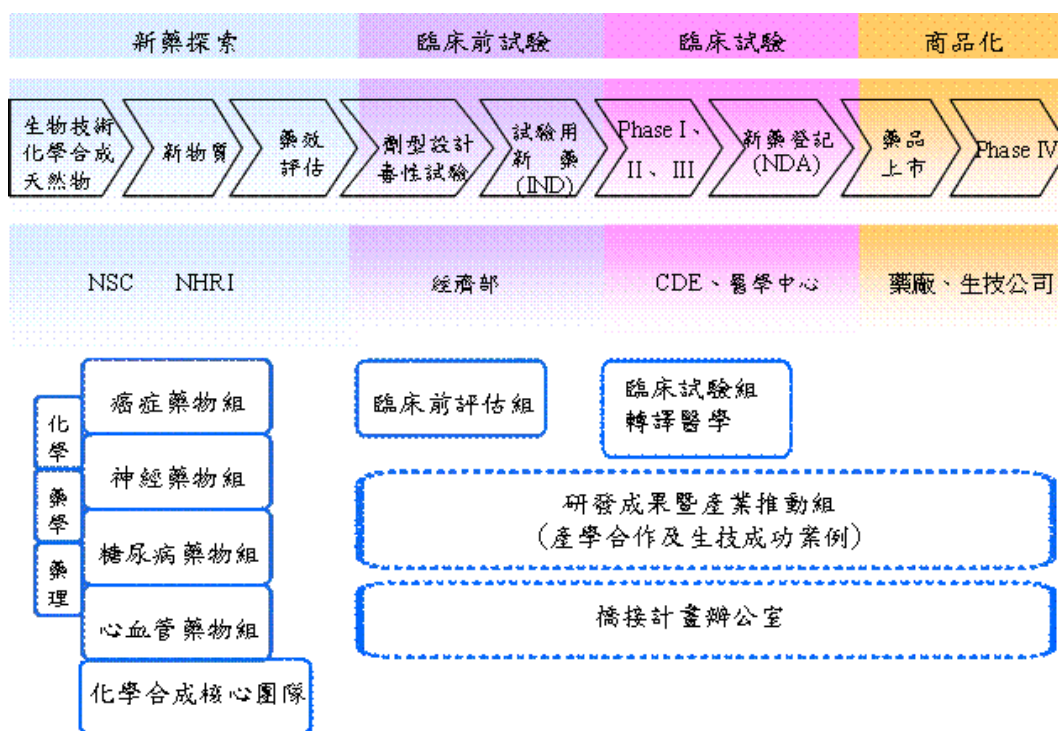 新藥探索
臨床前試驗
臨床試驗
商品化
生物技術
化學合成
天然物
新物質
藥效
評估
劑型設計
毒性試驗
試驗用
新 藥
(IND)
Phase I、
II、III
新藥登記
(NDA)
藥品
上市
Phase IV
NSC NHRI
經濟部
CDE、醫學中心
藥廠、生技公司
化學
藥學
藥理
癌症藥物組
神經藥物組
糖尿病藥物組
心血管藥物組
化學合成核心團隊
臨床前評估組
臨床試驗組
轉譯醫學
研發成果暨產業推動組
(產學合作及生技成功案例)
橋接計畫辦公室